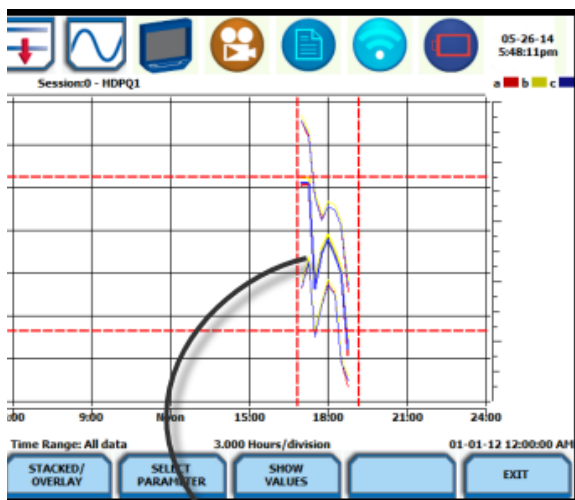 05-26-14
5:48:11pm
Session:0 - HDPQ1
a b c
:00 9:00 Noon 15:00 18:00 21:00 24:00
Time Range: All data 3.000 Hours/division 01-01-12 12:00:00 AM
STACKED/
OVERLAY
SELECT
PARAMETER
SHOW
VALUES
EXIT